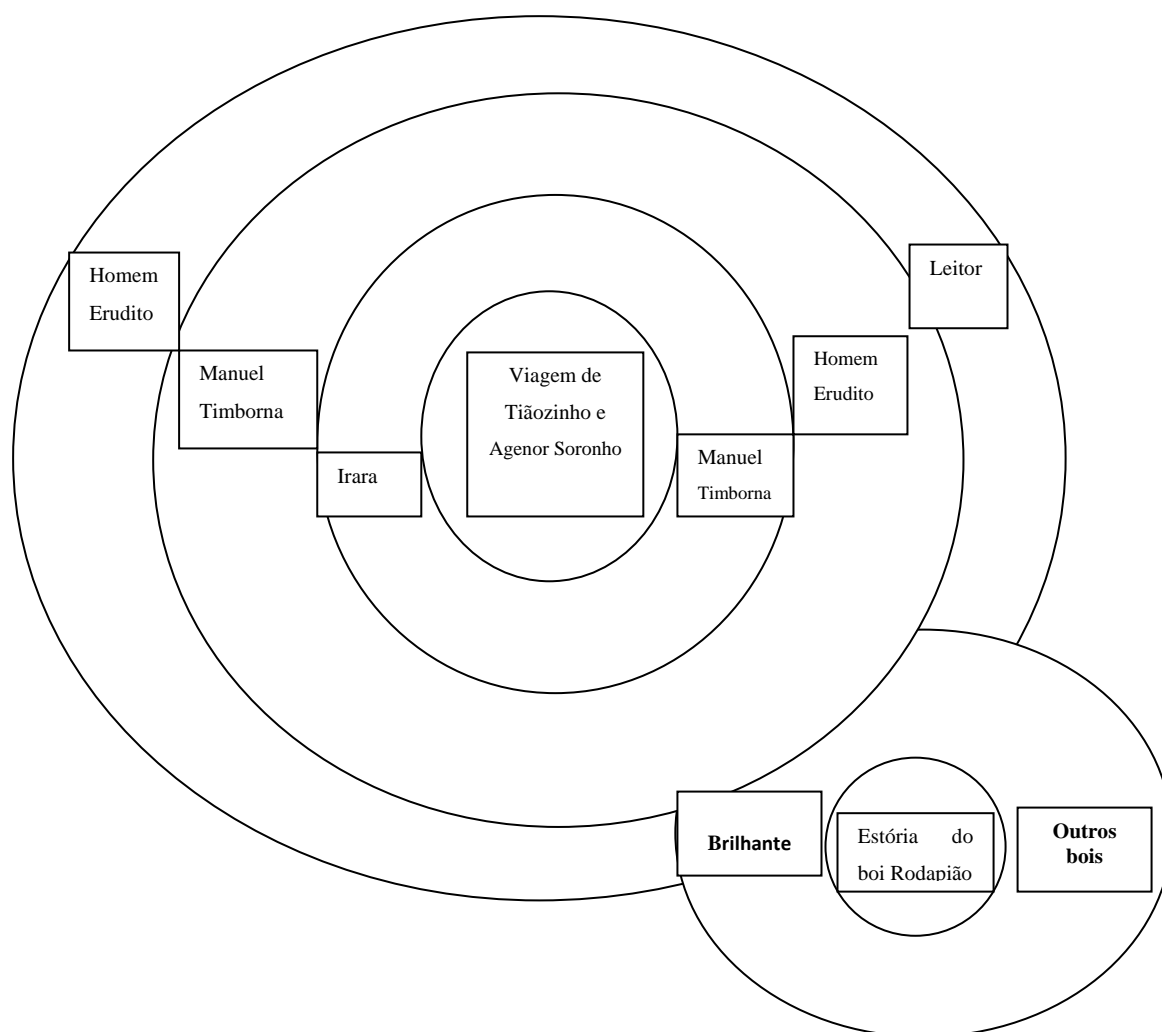 Homem
Erudito
Leitor
Manuel
Timborna
Viagem de
Tiãozinho e
Agenor Soronho
Homem
Erudito
Irara
Manuel
Timborna
Brilhante
Estória do
boi Rodapião
Outros
bois